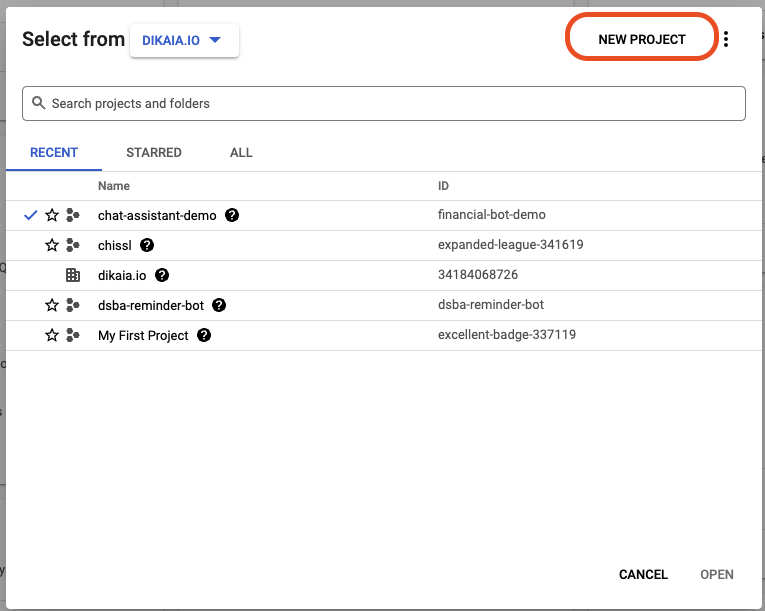 Select from DIKAIA.IO NEW PROJECT
Search projects and folders
RECENT STARRED ALL
Name ID
chat-assistant-demo ? financial-bot-demo
chissl ? expanded-league-341619
dikaia.io ? 34184068726
dsba-reminder-bot ? dsba-reminder-bot
My First Project ? excellent-badge-337119
CANCEL OPEN